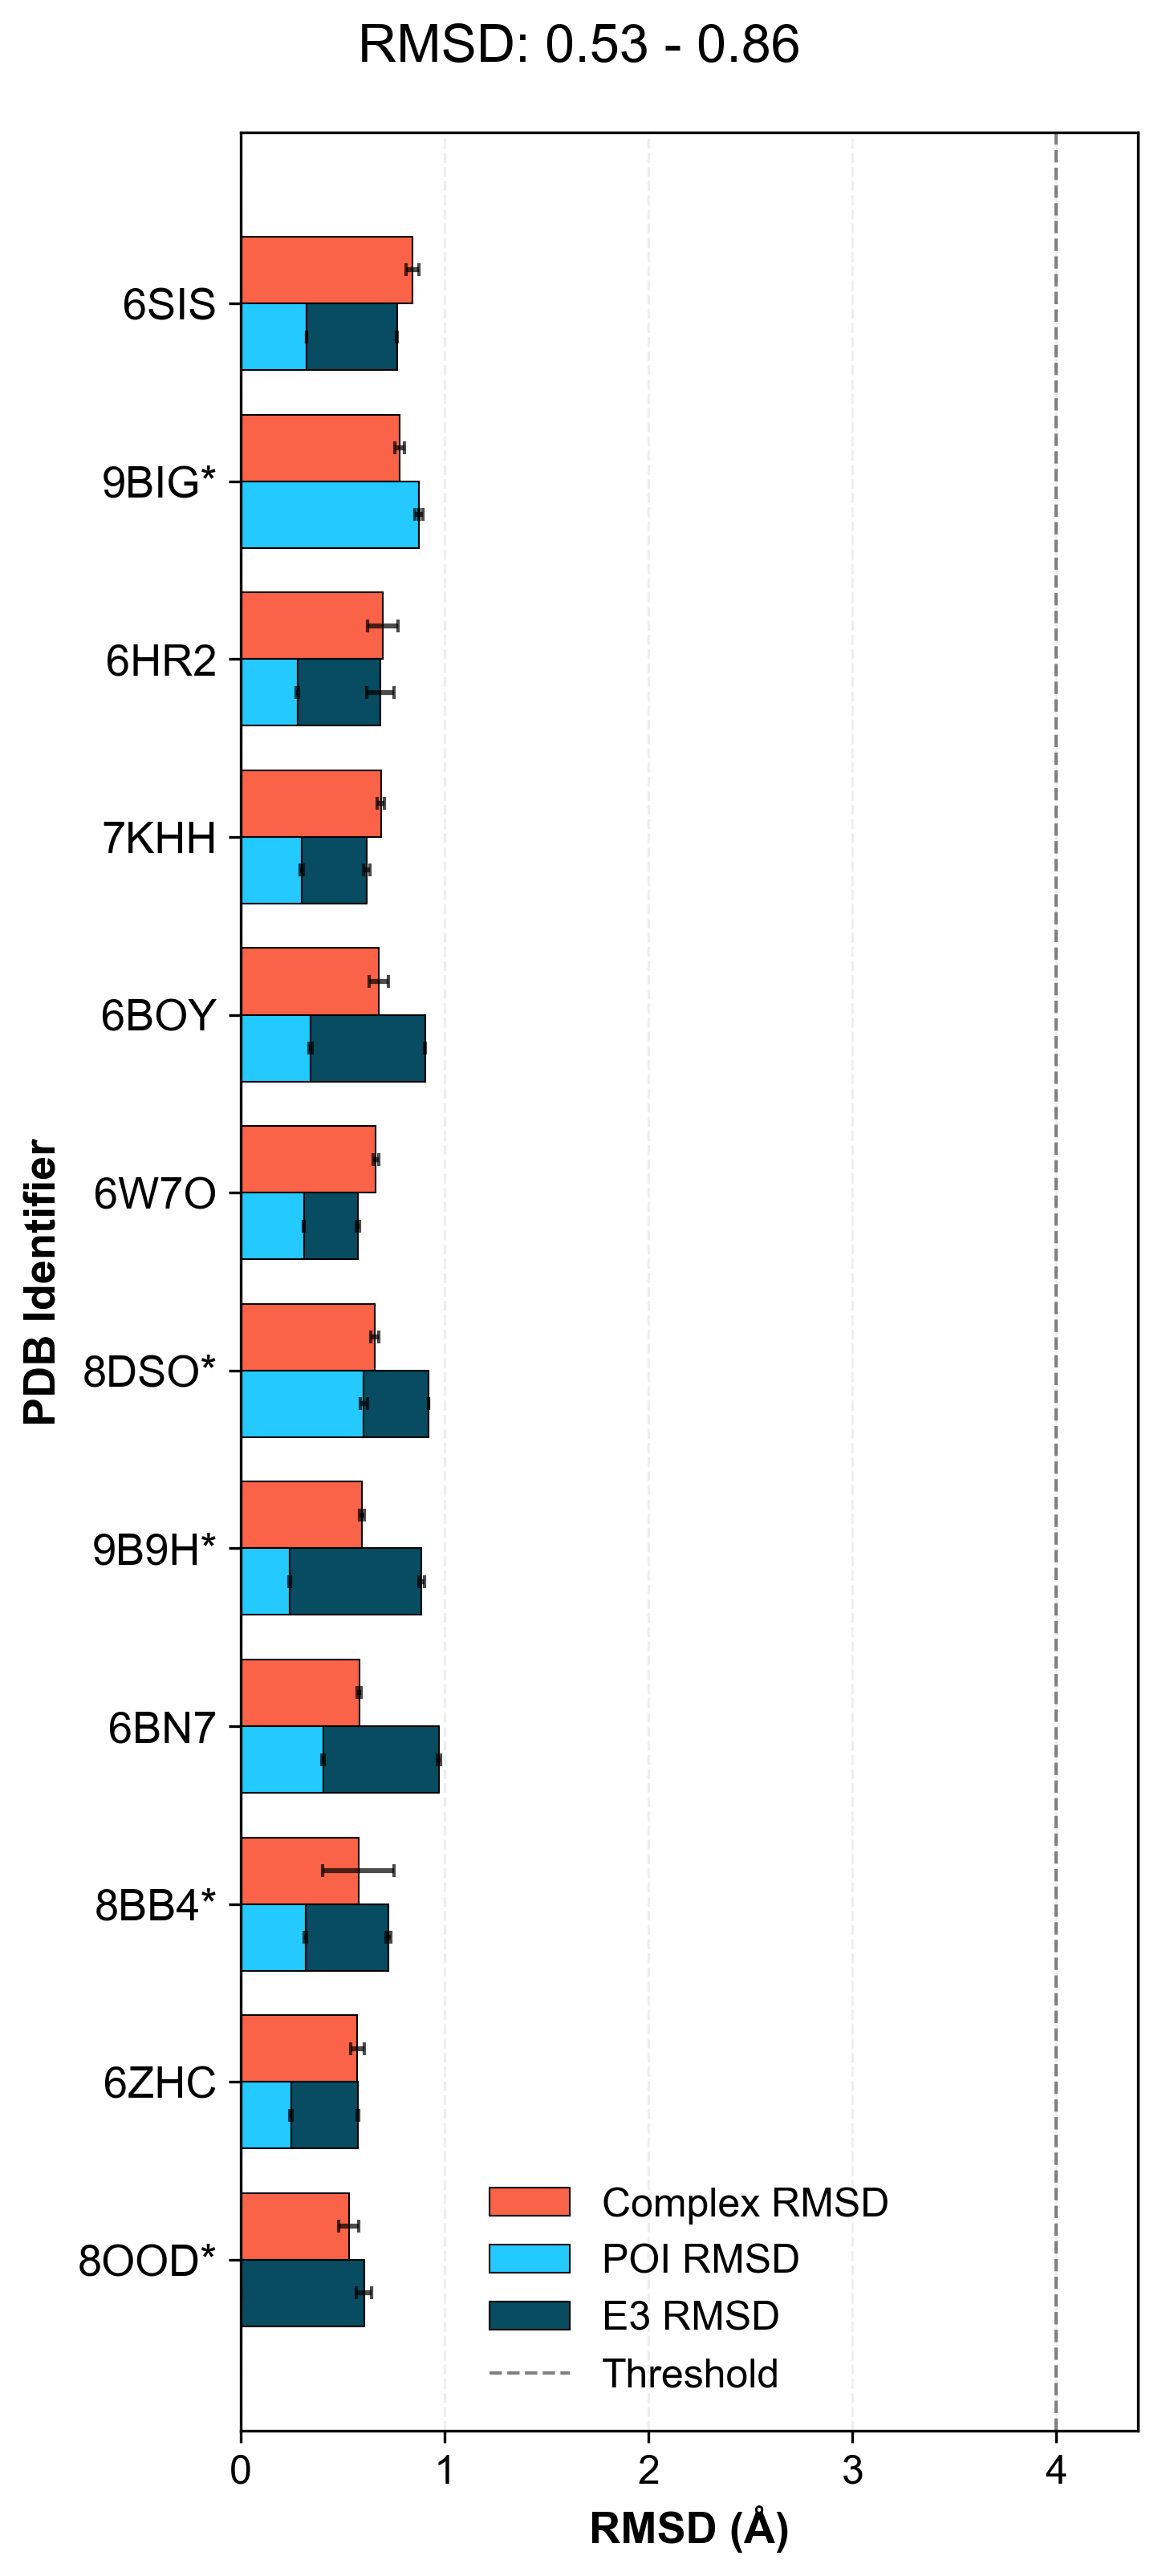 RMSD: 0.53 - 0.86
6SIS
9BIG*
6HR2
7KHH
6BOY
6W7O
8DSO*
9B9H*
6BN7
8BB4*
6ZHC
8OOD*
PDB Identifier
Complex RMSD
POI RMSD
E3 RMSD
Threshold
0 1 2 3 4
RMSD (Å)